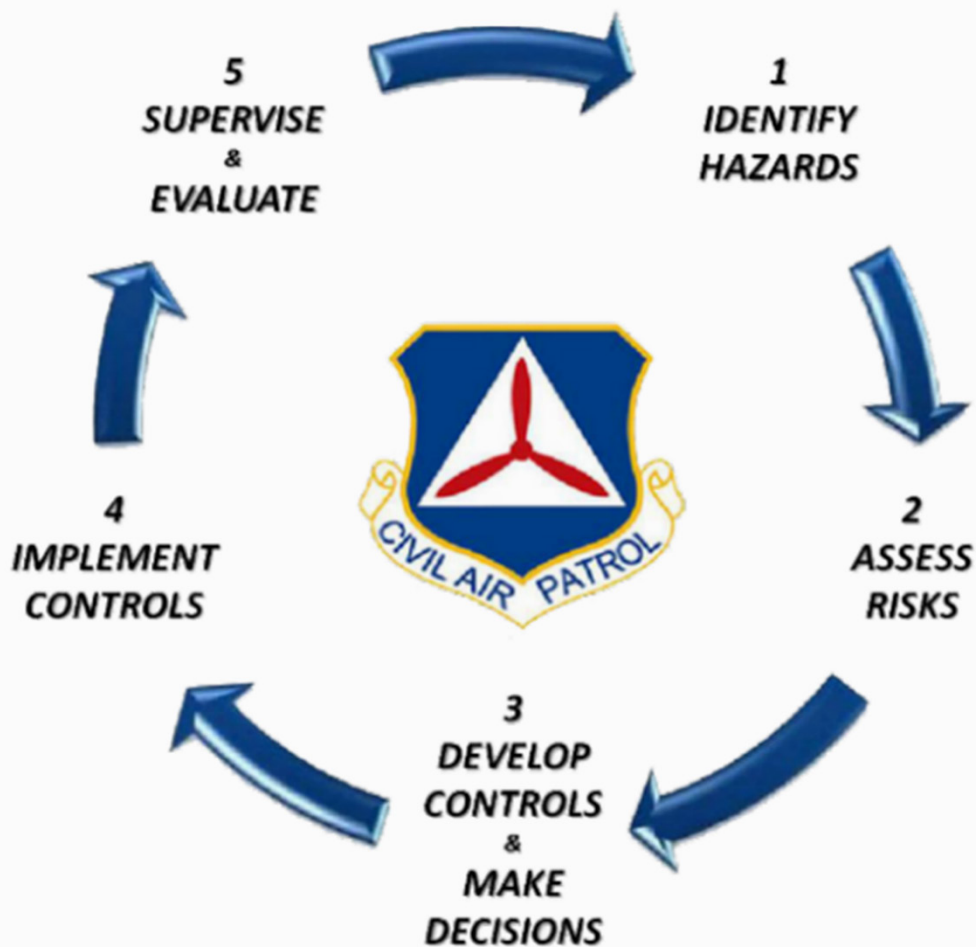 5
SUPERVISE
&
EVALUATE
1
IDENTIFY
HAZARDS
2
ASSESS
RISKS
3
DEVELOP
CONTROLS
&
MAKE
DECISIONS
4
IMPLEMENT
CONTROLS
CIVIL AIR PATROL